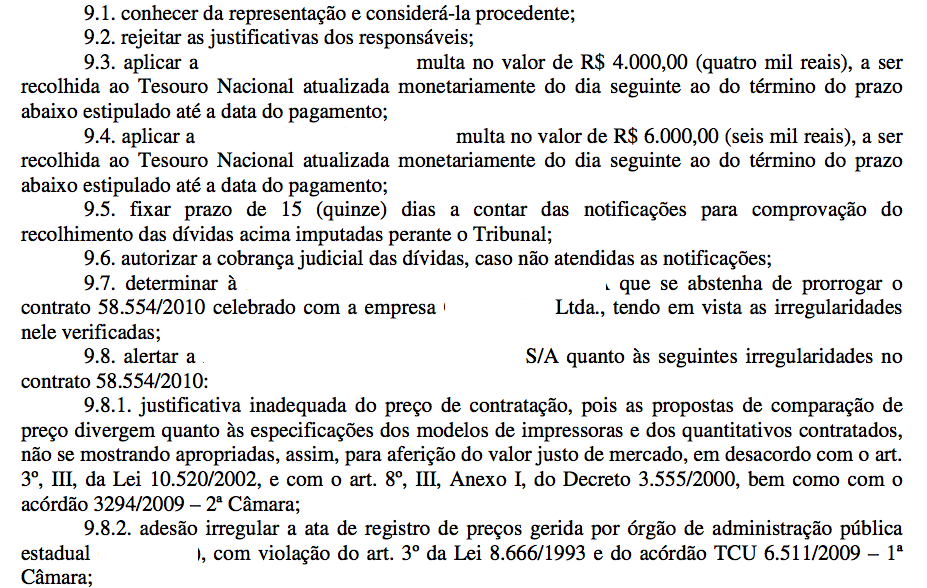 9.1. conhecer da representação e considerá-la procedente;
9.2. rejeitar as justificativas dos responsáveis;
9.3. aplicar a multa no valor de R$ 4.000,00 (quatro mil reais), a ser
recolhida ao Tesouro Nacional atualizada monetariamente do dia seguinte ao do término do prazo
abaixo estipulado até a data do pagamento;
9.4. aplicar a multa no valor de R$ 6.000,00 (seis mil reais), a ser
recolhida ao Tesouro Nacional atualizada monetariamente do dia seguinte ao do término do prazo
abaixo estipulado até a data do pagamento;
9.5. fixar prazo de 15 (quinze) dias a contar das notificações para comprovação do
recolhimento das dívidas acima imputadas perante o Tribunal;
9.6. autorizar a cobrança judicial das dívidas, caso não atendidas as notificações;
9.7. determinar à que se abstenha de prorrogar o
contrato 58.554/2010 celebrado com a empresa Ltda., tendo em vista as irregularidades
nele verificadas;
9.8. alertar a S/A quanto às seguintes irregularidades no
contrato 58.554/2010:
9.8.1. justificativa inadequada do preço de contratação, pois as propostas de comparação de
preço divergem quanto às especificações dos modelos de impressoras e dos quantitativos contratados,
não se mostrando apropriadas, assim, para aferição do valor justo de mercado, em desacordo com o art.
3º, III, da Lei 10.520/2002, e com o art. 8º, III, Anexo I, do Decreto 3.555/2000, bem como com o
acórdão 3294/2009 – 2ª Câmara;
9.8.2. adesão irregular a ata de registro de preços gerida por órgão de administração pública
estadual ), com violação do art. 3º da Lei 8.666/1993 e do acórdão TCU 6.511/2009 – 1ª
Câmara;